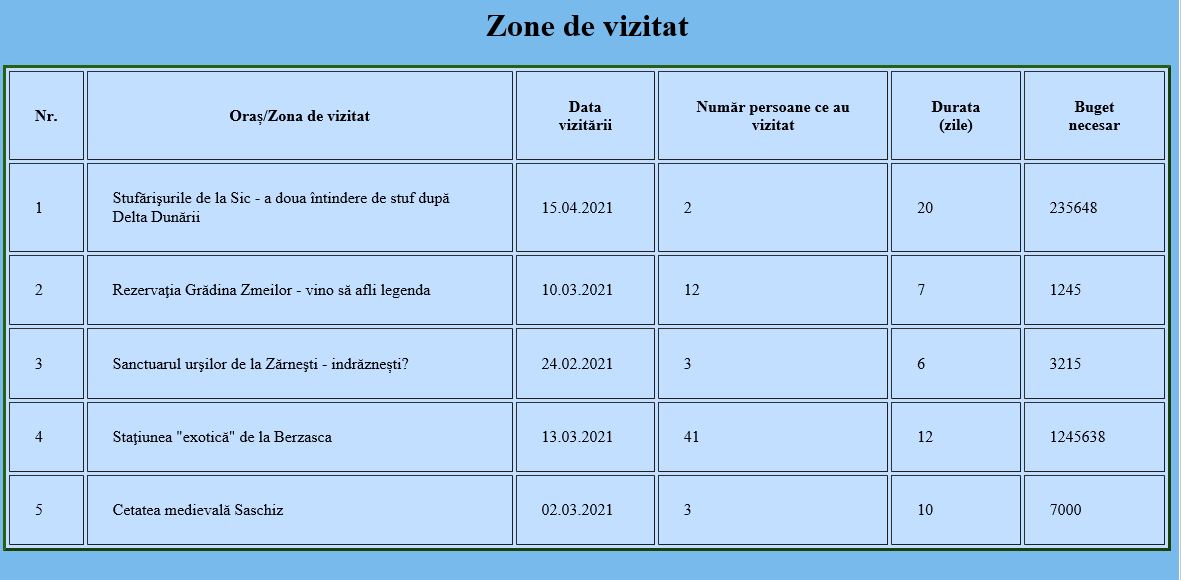 Zone de vizitat
Nr. Oraș/Zona de vizitat Data vizitării Număr persoane ce au vizitat Durata (zile) Buget necesar
1 Stufărişurile de la Sic - a doua întindere de stuf după Delta Dunării 15.04.2021 2 20 235648
2 Rezervaţia Grădina Zmeilor - vino să afli legenda 10.03.2021 12 7 1245
3 Sanctuarul urşilor de la Zărneşti - indrăznești? 24.02.2021 3 6 3215
4 Staţiunea "exotică" de la Berzasca 13.03.2021 41 12 1245638
5 Cetatea medievală Saschiz 02.03.2021 3 10 7000